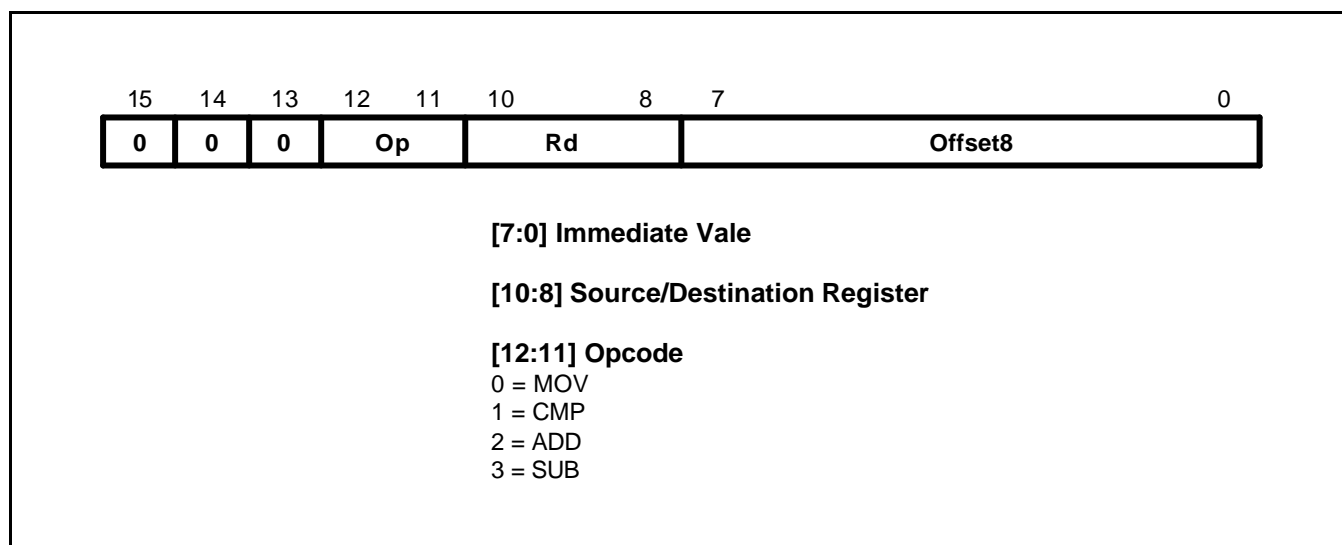 15 14 13 12 11 10 8 7 0
0 0 0 Op Rd Offset8
[7:0] Immediate Vale
[10:8] Source/Destination Register
[12:11] Opcode
0 = MOV
1 = CMP
2 = ADD
3 = SUB